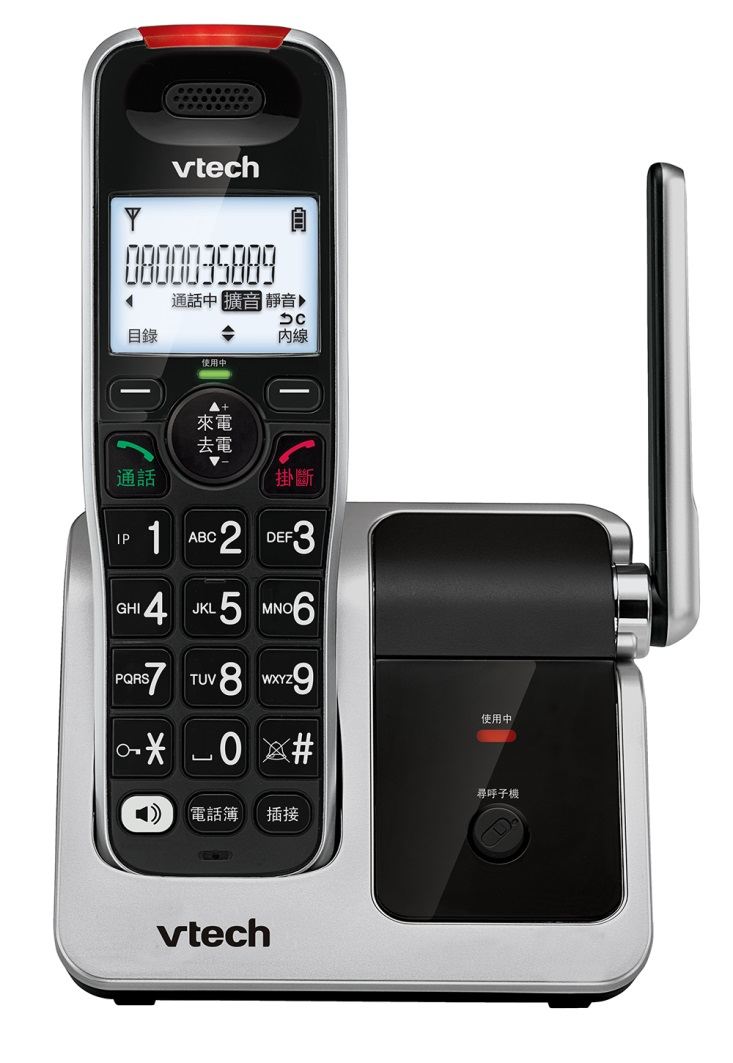 vtech
0800035889
通話中 擴音 靜音
C
目錄 內線
使用中
+
來電
去電
−
通話 掛斷
IP 1 ABC 2 DEF 3
GHI 4 JKL 5 MNO 6
PQRS 7 TUV 8 WXYZ 9
* 0 #
電話簿 插接
使用中
尋呼子機
vtech